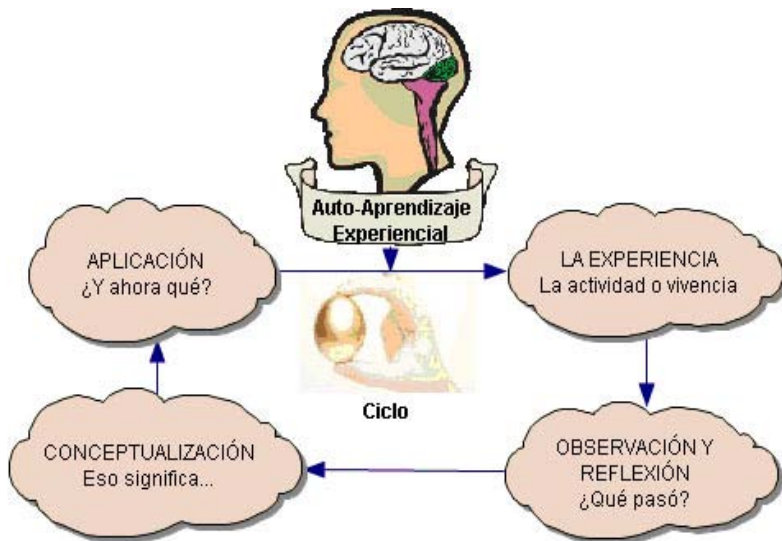 Auto-Aprendizaje
Experiencial
APLICACIÓN
¿Y ahora qué?
LA EXPERIENCIA
La actividad o vivencia
Ciclo
CONCEPTUALIZACIÓN
Eso significa...
OBSERVACIÓN Y
REFLEXIÓN
¿Qué pasó?